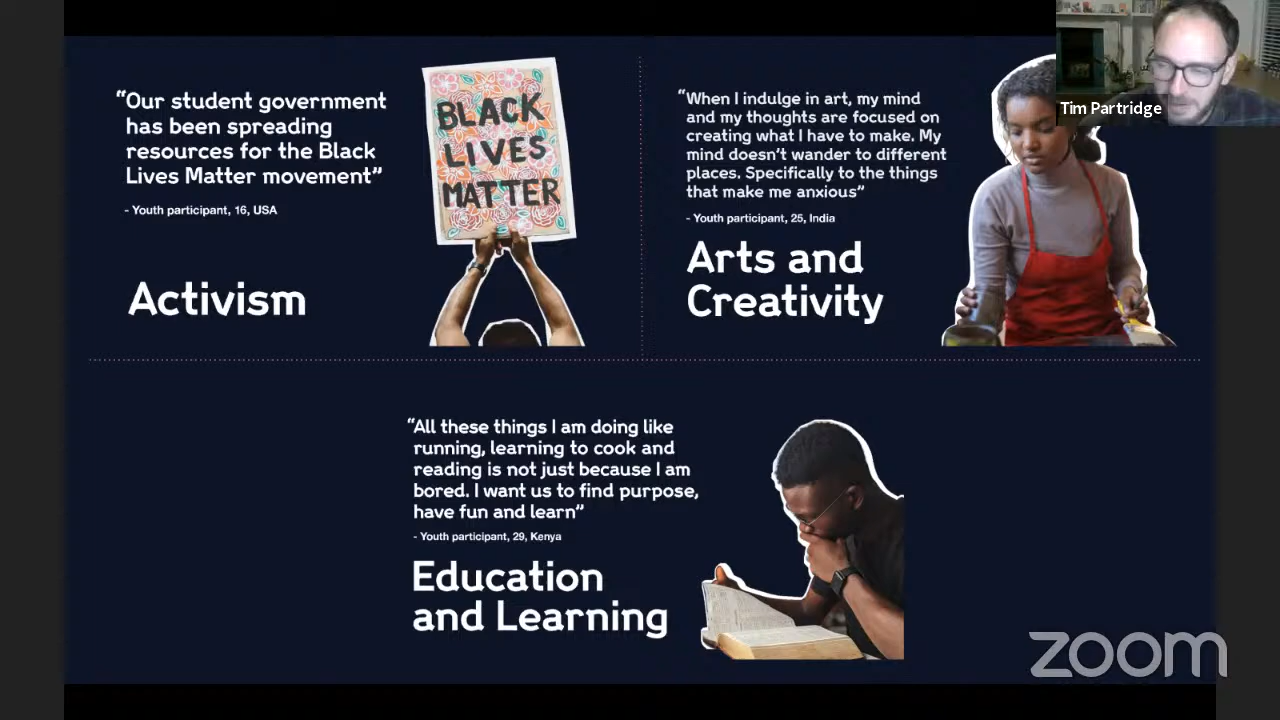 “Our student government
has been spreading
resources for the Black
Lives Matter movement”
- Youth participant, 16, USA
Activism
BLACK
LIVES
MATTER
“When I indulge in art, my mind
and my thoughts are focused on
creating what I have to make. My
mind doesn’t wander to different
places. Specifically to the things
that make me anxious”
- Youth participant, 25, India
Arts and
Creativity
Tim Partridge
“All these things I am doing like
running, learning to cook and
reading is not just because I am
bored. I want us to find purpose,
have fun and learn”
- Youth participant, 29, Kenya
Education
and Learning
zoom